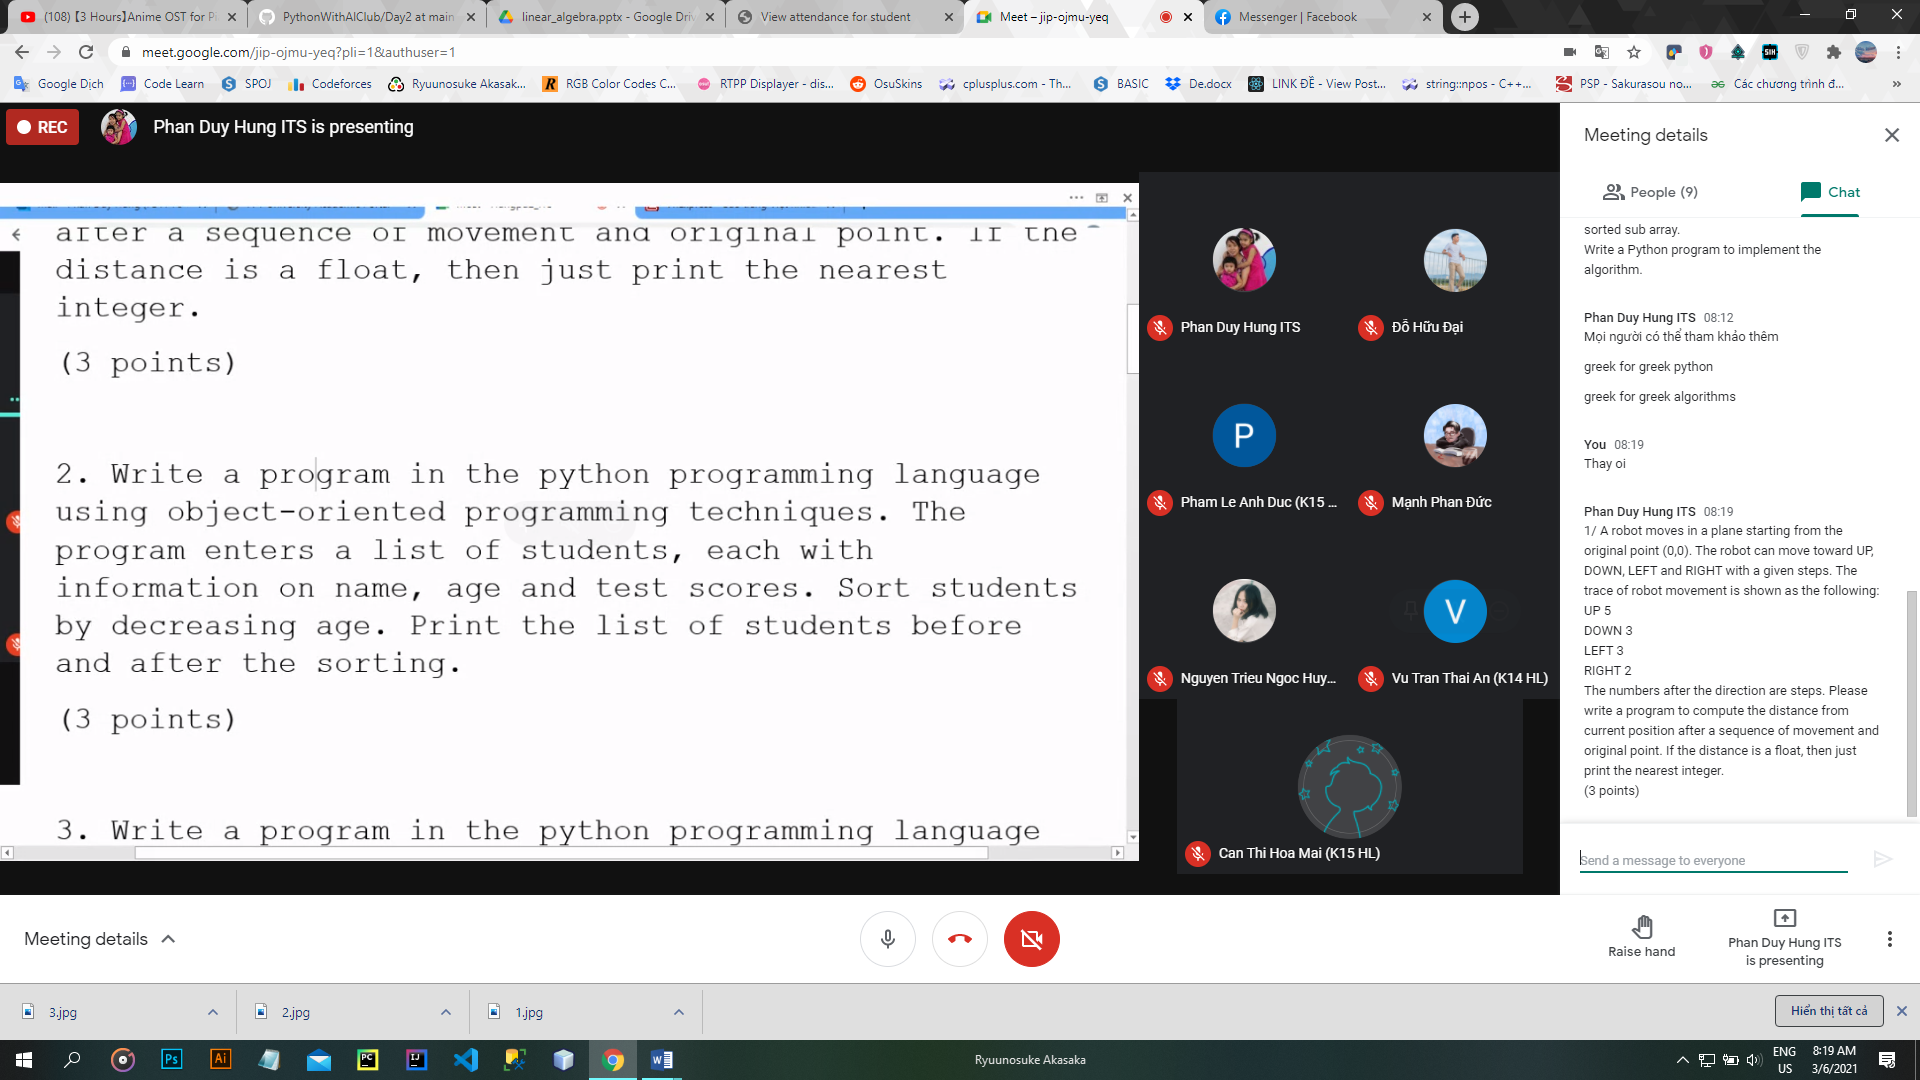 (108) [3 Hours] Anime OST for P
PythonWithAIClub/Day2 at main
linear_algebra.pptx - Google Dri
View attendance for student
Meet – jip-ojmu-yeq
Messenger | Facebook
meet.google.com/jip-ojmu-yeq?pli=1&authuser=1
Google Dịch
Code Learn
SPOJ
Codeforces
Ryuunosuke Akasak...
RGB Color Codes C...
RTPP Displayer - dis...
OsuSkins
cplusplus.com - Th...
BASIC
De.docx
LINK ĐỀ - View Post...
string::npos - C++...
PSP - Sakurasou no...
Các chương trình đ...
REC
Phan Duy Hung ITS is presenting
after a sequence of movement and original point. If the
distance is a float, then just print the nearest
integer.
(3 points)
2. Write a program in the python programming language
using object-oriented programming techniques. The
program enters a list of students, each with
information on name, age and test scores. Sort students
by decreasing age. Print the list of students before
and after the sorting.
(3 points)
3. Write a program in the python programming language
Phan Duy Hung ITS
Đỗ Hữu Đại
P
Pham Le Anh Duc (K15 ...
Mạnh Phan Đức
Nguyen Trieu Ngoc Huy...
V
Vu Tran Thai An (K14 HL)
Can Thi Hoa Mai (K15 HL)
Meeting details
People (9)
Chat
sorted sub array.
Write a Python program to implement the
algorithm.
Phan Duy Hung ITS 08:12
Mọi người có thể tham khảo thêm
greek for greek python
greek for greek algorithms
You 08:19
Thay oi
Phan Duy Hung ITS 08:19
1/ A robot moves in a plane starting from the
original point (0,0). The robot can move toward UP,
DOWN, LEFT and RIGHT with a given steps. The
trace of robot movement is shown as the following:
UP 5
DOWN 3
LEFT 3
RIGHT 2
The numbers after the direction are steps. Please
write a program to compute the distance from
current position after a sequence of movement and
original point. If the distance is a float, then just
print the nearest integer.
(3 points)
Send a message to everyone
Meeting details
Raise hand
Phan Duy Hung ITS
is presenting
3.jpg
2.jpg
1.jpg
Hiển thị tất cả
Ps
Ai
PC
IJ
Ryuunosuke Akasaka
ENG
US
8:19 AM
3/6/2021